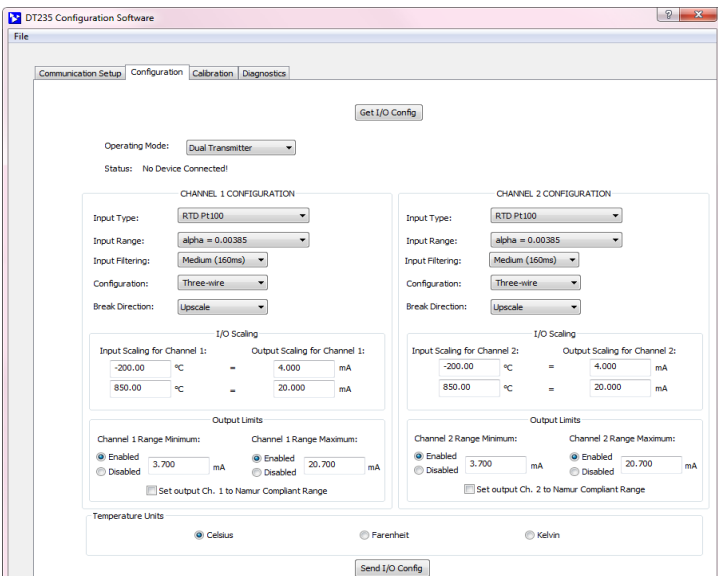 DT235 Configuration Software
File
Communication Setup Configuration Calibration Diagnostics
Get I/O Config
Operating Mode: Dual Transmitter
Status: No Device Connected!
CHANNEL 1 CONFIGURATION
Input Type: RTD Pt100
Input Range: alpha = 0.00385
Input Filtering: Medium (160ms)
Configuration: Three-wire
Break Direction: Upscale
I/O Scaling
Input Scaling for Channel 1: Output Scaling for Channel 1:
-200.00 ºC = 4.000 mA
850.00 ºC = 20.000 mA
Output Limits
Channel 1 Range Minimum: Channel 1 Range Maximum:
Enabled 3.700 mA Enabled 20.700 mA
Disabled Disabled
Set output Ch. 1 to Namur Compliant Range
CHANNEL 2 CONFIGURATION
Input Type: RTD Pt100
Input Range: alpha = 0.00385
Input Filtering: Medium (160ms)
Configuration: Three-wire
Break Direction: Upscale
I/O Scaling
Input Scaling for Channel 2: Output Scaling for Channel 2:
-200.00 ºC = 4.000 mA
850.00 ºC = 20.000 mA
Output Limits
Channel 2 Range Minimum: Channel 2 Range Maximum:
Enabled 3.700 mA Enabled 20.700 mA
Disabled Disabled
Set output Ch. 2 to Namur Compliant Range
Temperature Units
Celsius Farenheit Kelvin
Send I/O Config